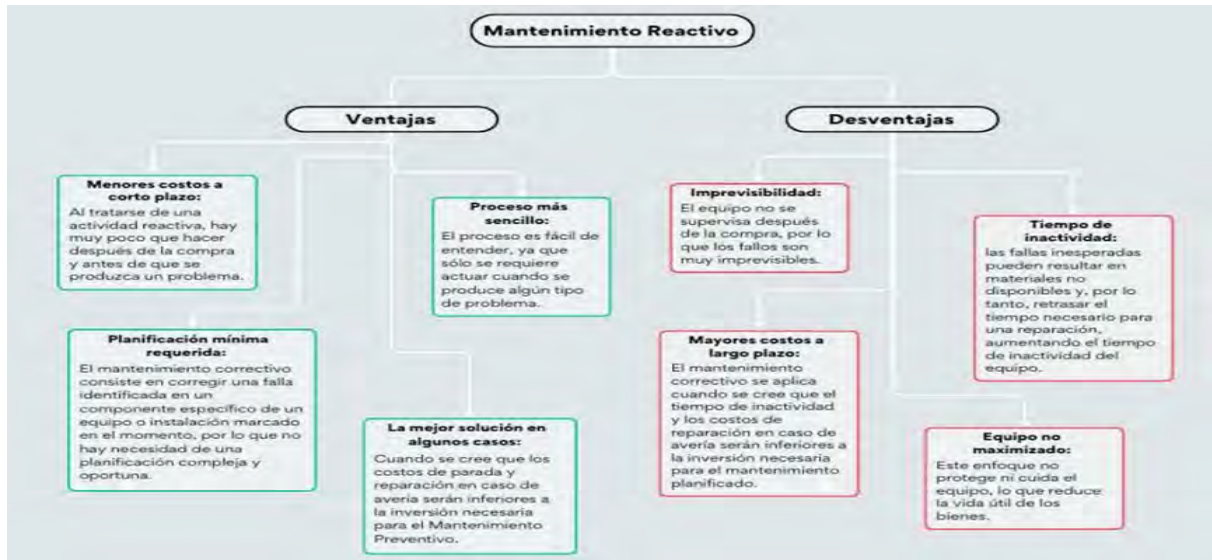 Mantenimiento Reactivo
Ventajas
Menores costos a
corto plazo:
Al tratarse de una
actividad reactiva, hay
muy poco que hacer
después de la compra
y antes de que se
produzca un problema.
Proceso más
sencillo:
El proceso es fácil de
entender, ya que
sólo se requiere
actuar cuando se
produce algún tipo
de problema.
Planificación mínima
requerida:
El mantenimiento correctivo
consiste en corregir una falla
identificada en un
componente específico de un
equipo o instalación marcado
en el momento, por lo que no
hay necesidad de una
planificación compleja y
oportuna.
La mejor solución en
algunos casos:
Cuando se cree que los
costos de parada y
reparación en caso de
avería serán inferiores a
la inversión necesaria
para el Mantenimiento
Preventivo.
Desventajas
Imprevisibilidad:
El equipo no se
supervisa después
de la compra, por lo
que los fallos son
muy imprevisibles.
Tiempo de
inactividad:
las fallas inesperadas
pueden resultar en
materiales no
disponibles y, por lo
tanto, retrasar el
tiempo necesario para
una reparación,
aumentando el tiempo
de inactividad del
equipo.
Mayores costos a
largo plazo:
El mantenimiento
correctivo se aplica
cuando se cree que el
tiempo de inactividad
y los costos de
reparación en caso de
avería serán inferiores a
la inversión necesaria
para el mantenimiento
planificado.
Equipo no
maximizado:
Este enfoque no
protege ni cuida el
equipo, lo que reduce
la vida útil de los
bienes.